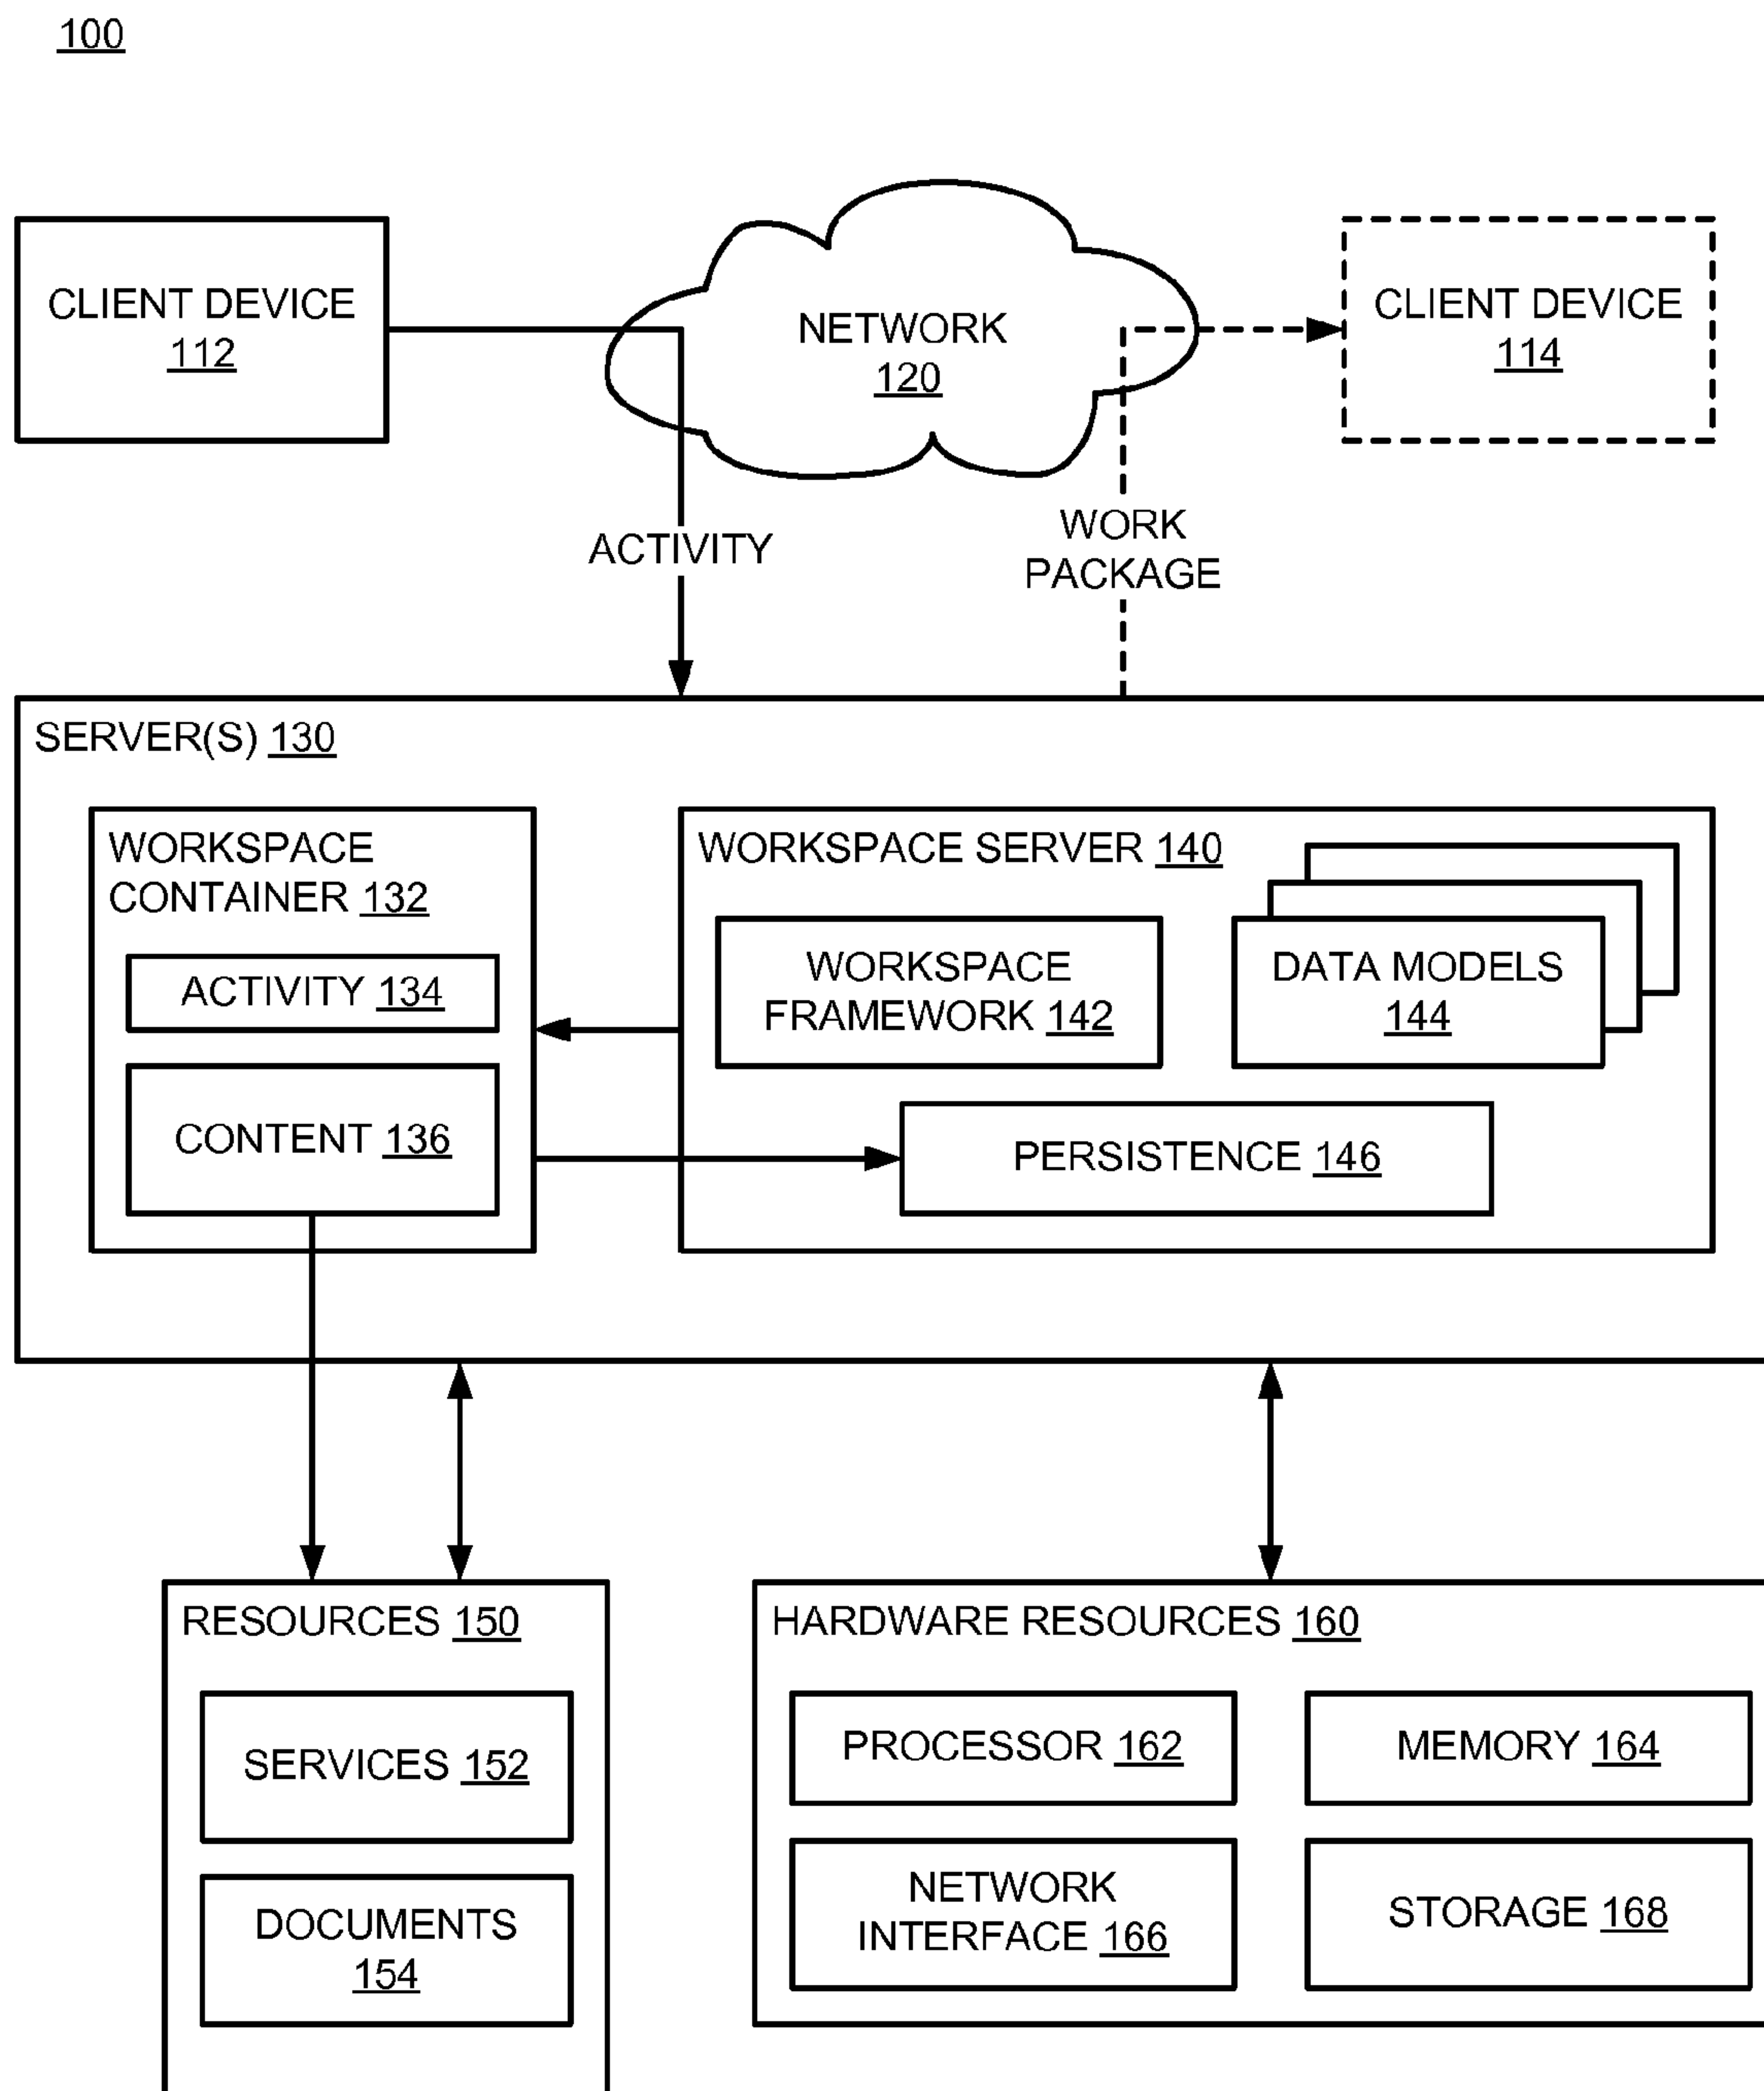 100
CLIENT DEVICE
112
NETWORK
120
CLIENT DEVICE
114
ACTIVITY
WORK
PACKAGE
SERVER(S) 130
WORKSPACE
CONTAINER 132
ACTIVITY 134
CONTENT 136
WORKSPACE SERVER 140
WORKSPACE
FRAMEWORK 142
DATA MODELS
144
PERSISTENCE 146
RESOURCES 150
SERVICES 152
DOCUMENTS
154
HARDWARE RESOURCES 160
PROCESSOR 162
MEMORY 164
NETWORK
INTERFACE 166
STORAGE 168